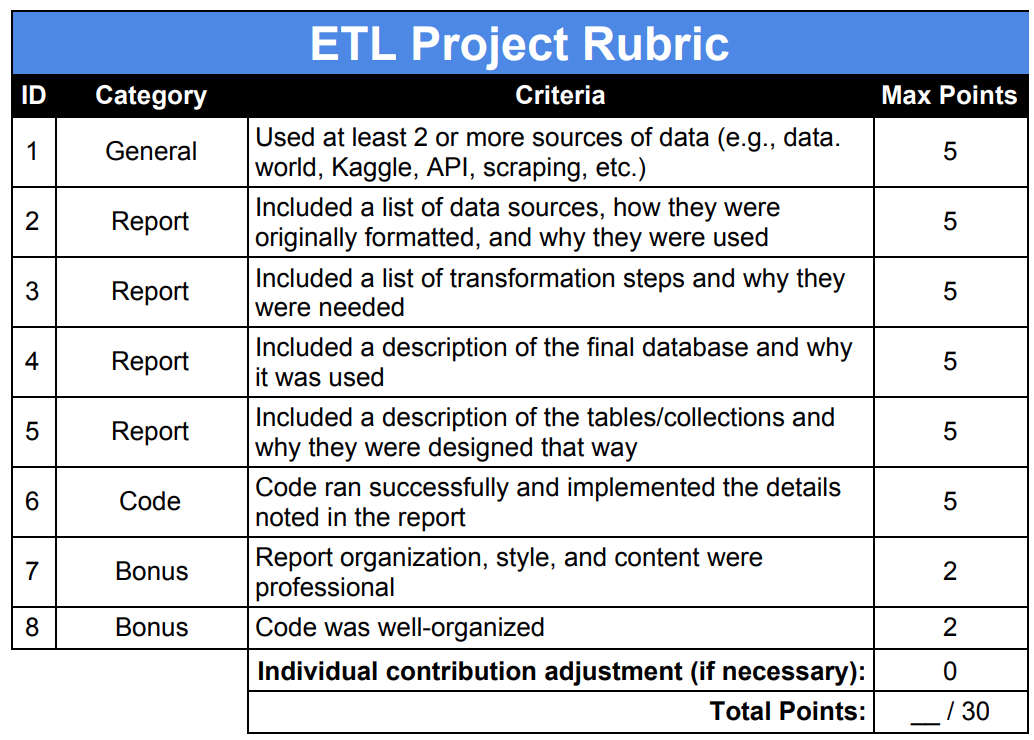 ETL Project Rubric
ID Category Criteria Max Points
1 General Used at least 2 or more sources of data (e.g., data. 5
world, Kaggle, API, scraping, etc.)
2 Report Included a list of data sources, how they were 5
originally formatted, and why they were used
3 Report Included a list of transformation steps and why they 5
were needed
4 Report Included a description of the final database and why 5
it was used
5 Report Included a description of the tables/collections and 5
why they were designed that way
6 Code Code ran successfully and implemented the details 5
noted in the report
7 Bonus Report organization, style, and content were 2
professional
8 Bonus Code was well-organized 2
Individual contribution adjustment (if necessary): 0
Total Points: __ / 30